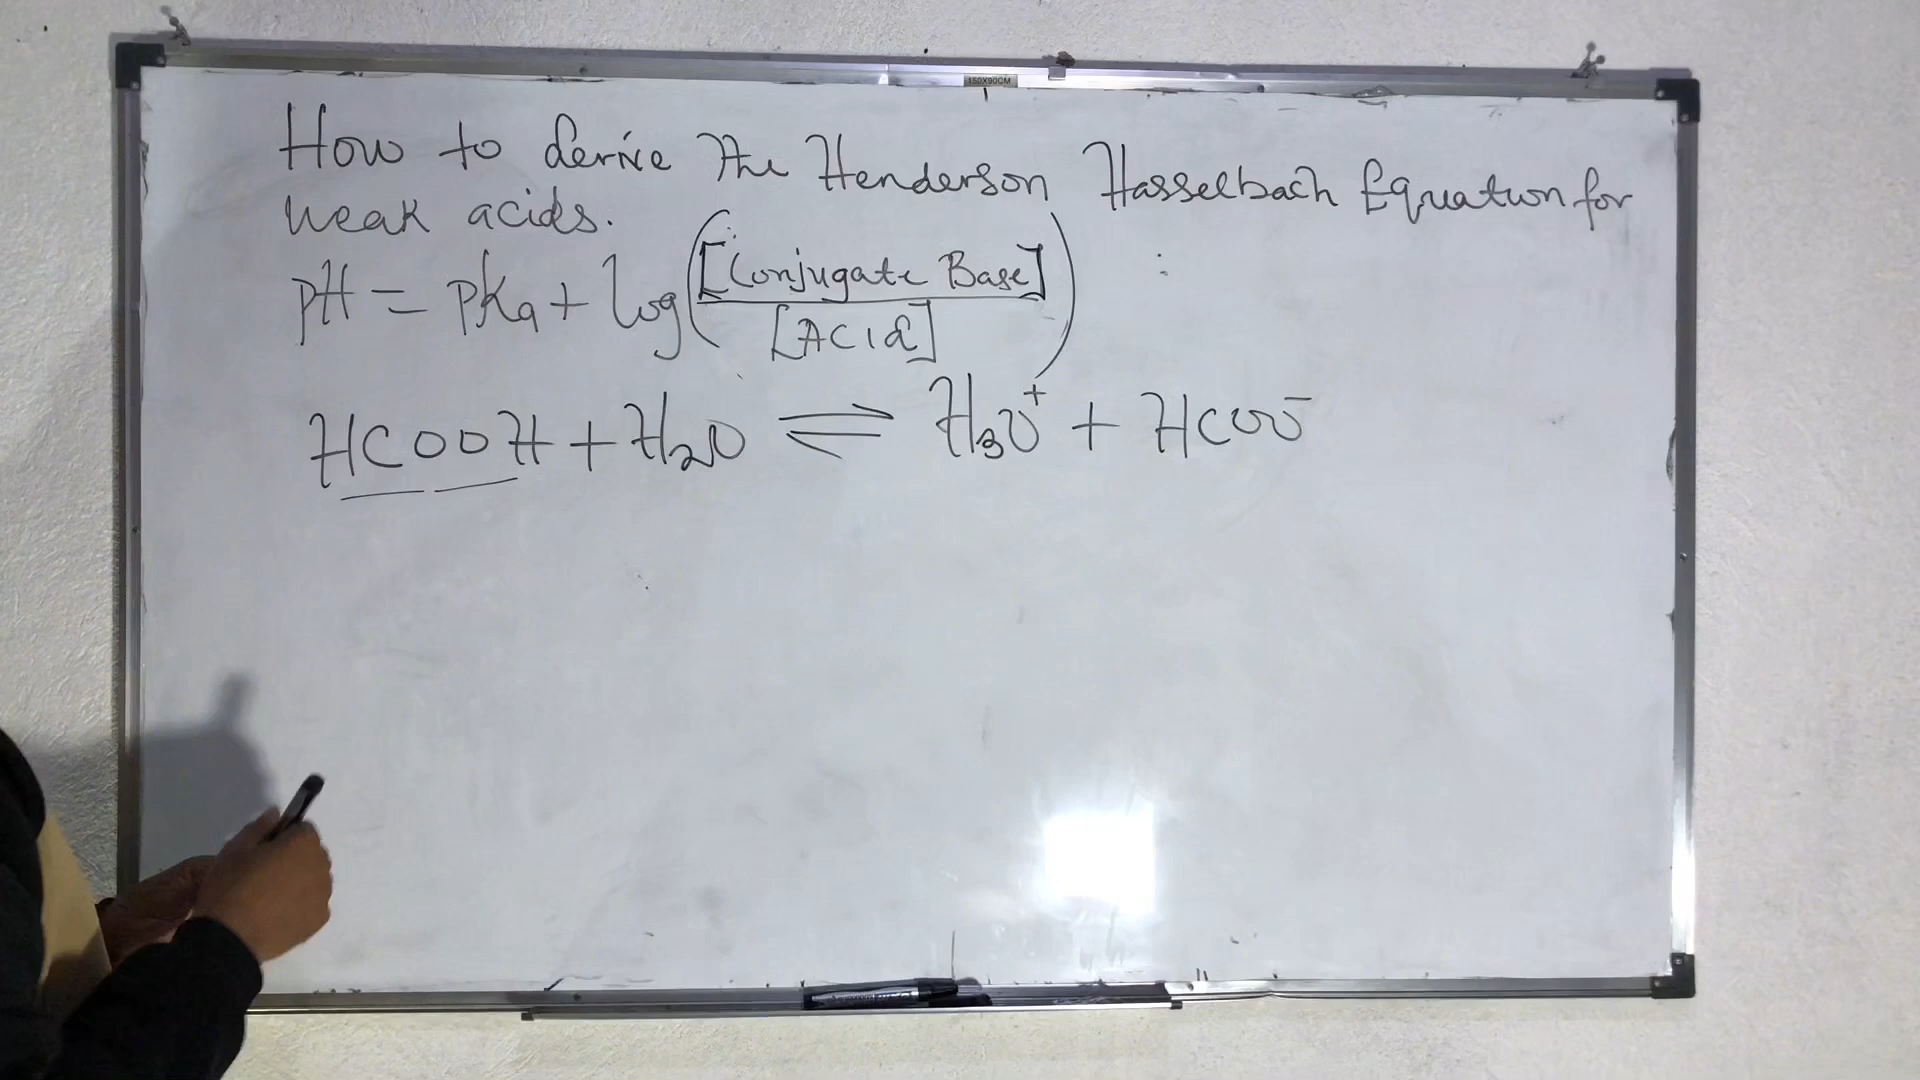 150X90CM
How to derive the Henderson Hasselbach Equation for
weak acids.
pH = pKa + log([Conjugate Base]/[Acid])
HCOOH + H₂O ⇌ H₃O⁺ + HCOO⁻